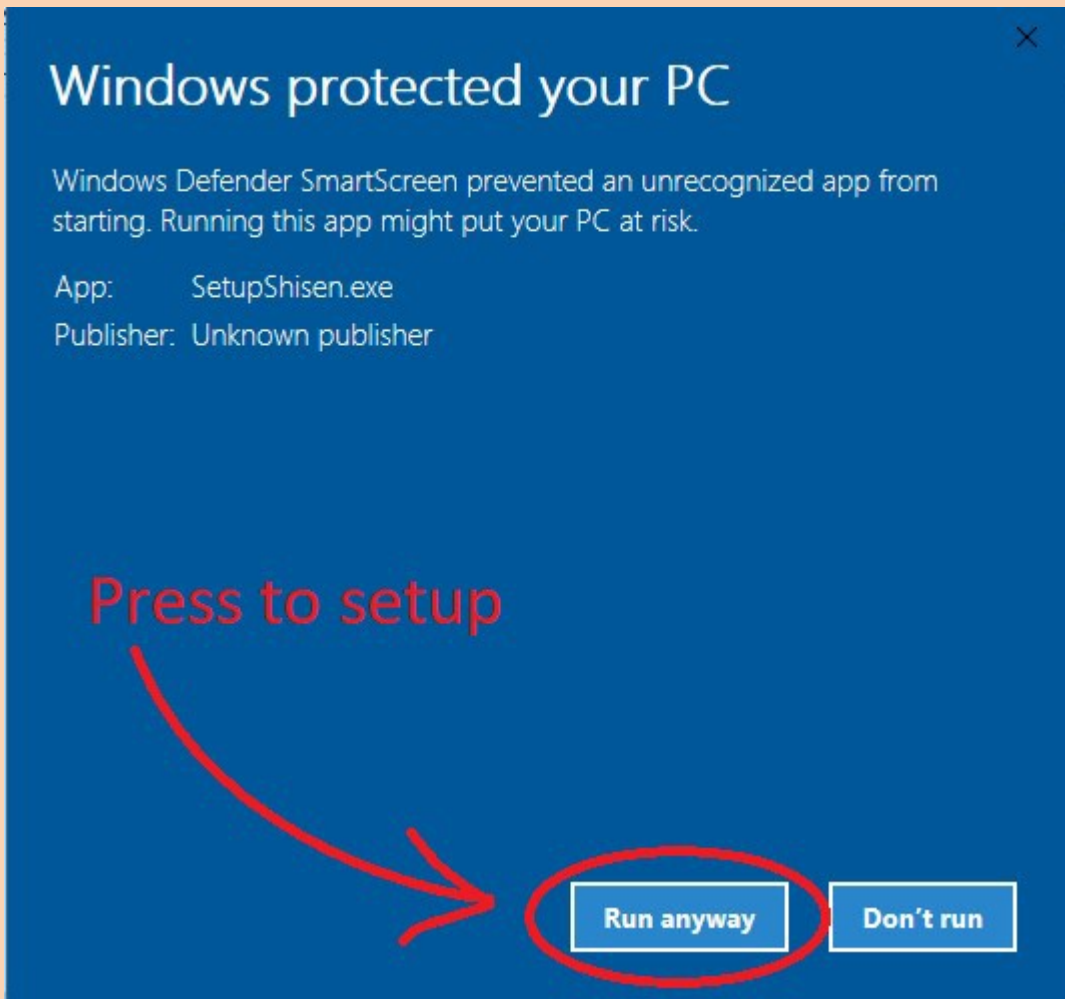 Windows protected your PC
Windows Defender SmartScreen prevented an unrecognized app from
starting. Running this app might put your PC at risk.
App: SetupShisen.exe
Publisher: Unknown publisher
Press to setup
Run anyway Don't run